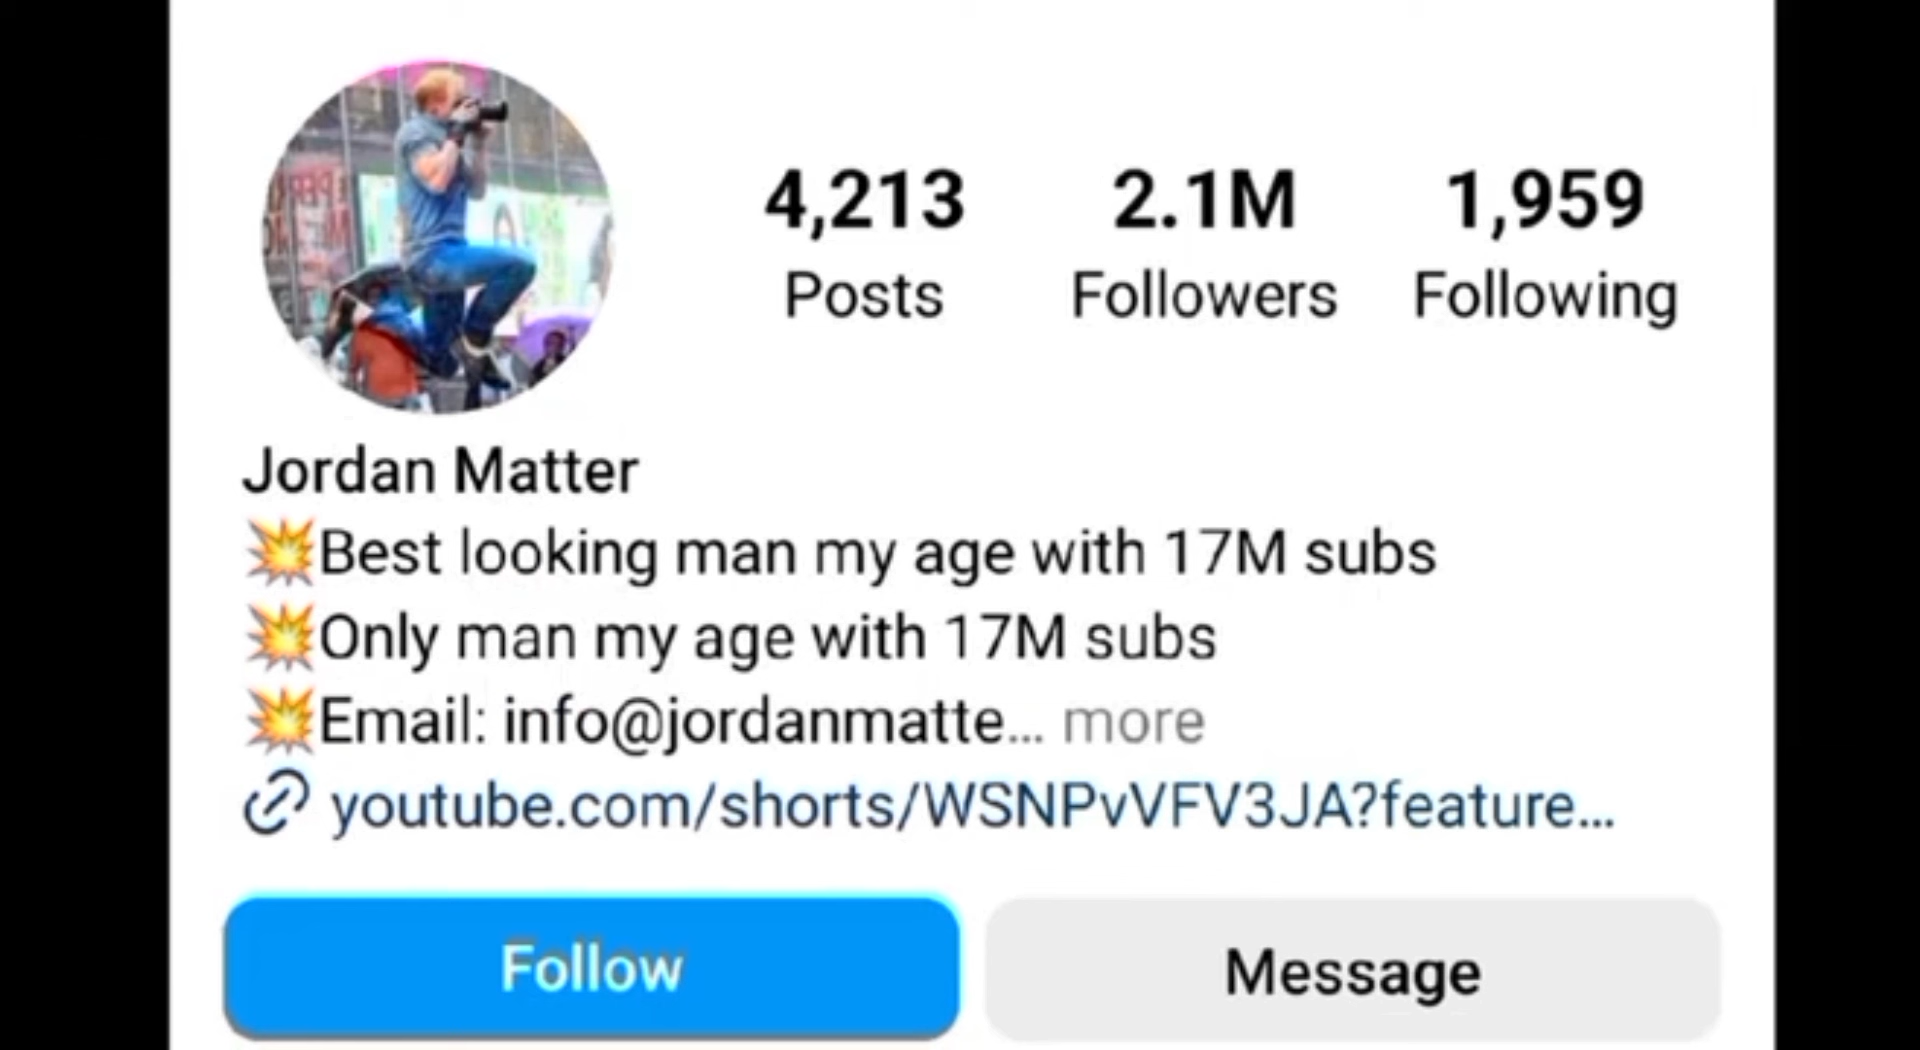 4,213 2.1M 1,959
Posts Followers Following
Jordan Matter
💥Best looking man my age with 17M subs
💥Only man my age with 17M subs
💥Email: info@jordanmatte... more
youtube.com/shorts/WSNPvVFV3JA?feature...
Follow Message